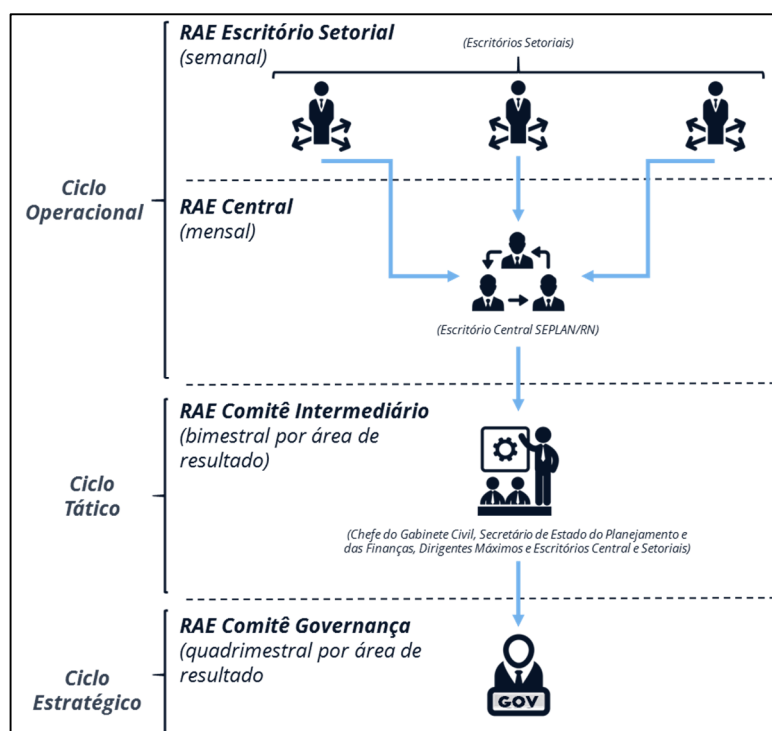 RAE Escritório Setorial
(semanal)
(Escritórios Setoriais)
Ciclo
Operacional
RAE Central
(mensal)
(Escritório Central SEPLAN/RN)
RAE Comitê Intermediário
(bimestral por área de
resultado)
Ciclo
Tático
(Chefe do Gabinete Civil, Secretário de Estado do Planejamento e
das Finanças, Dirigentes Máximos e Escritórios Central e Setoriais)
RAE Comitê Governança
(quadrimestral por área de
resultado
Ciclo
Estratégico
GOV